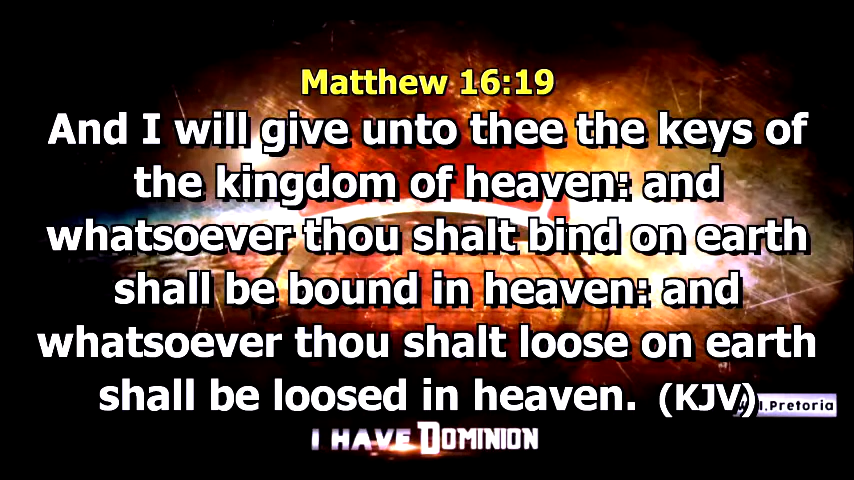 Matthew 16:19
And I will give unto thee the keys of
the kingdom of heaven: and
whatsoever thou shalt bind on earth
shall be bound in heaven: and
whatsoever thou shalt loose on earth
shall be loosed in heaven. (KJV)
Pretoria
I HAVE DOMINION